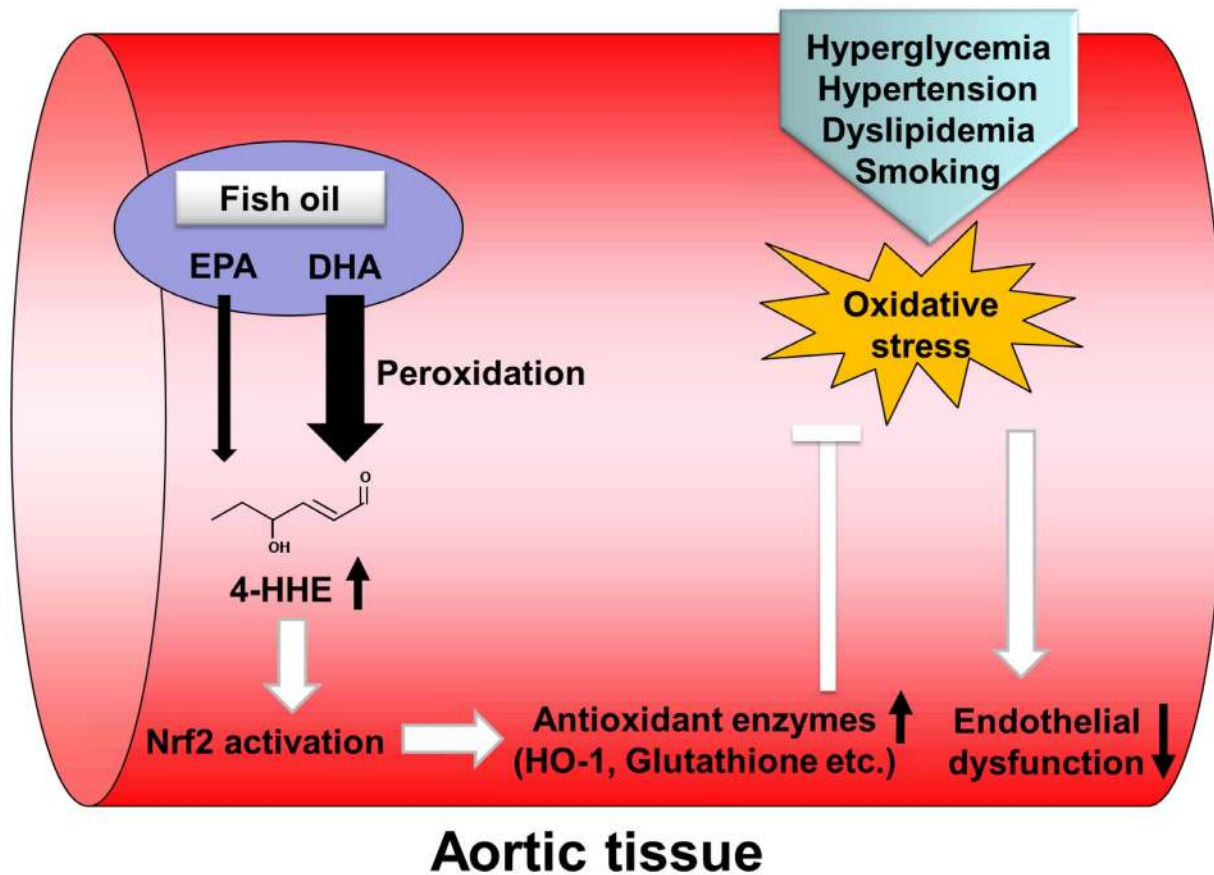 Hyperglycemia
Hypertension
Dyslipidemia
Smoking
Fish oil
EPA DHA
Oxidative
stress
Peroxidation
O
OH
4-HHE
Nrf2 activation
Antioxidant enzymes
(HO-1, Glutathione etc.)
Endothelial
dysfunction
Aortic tissue